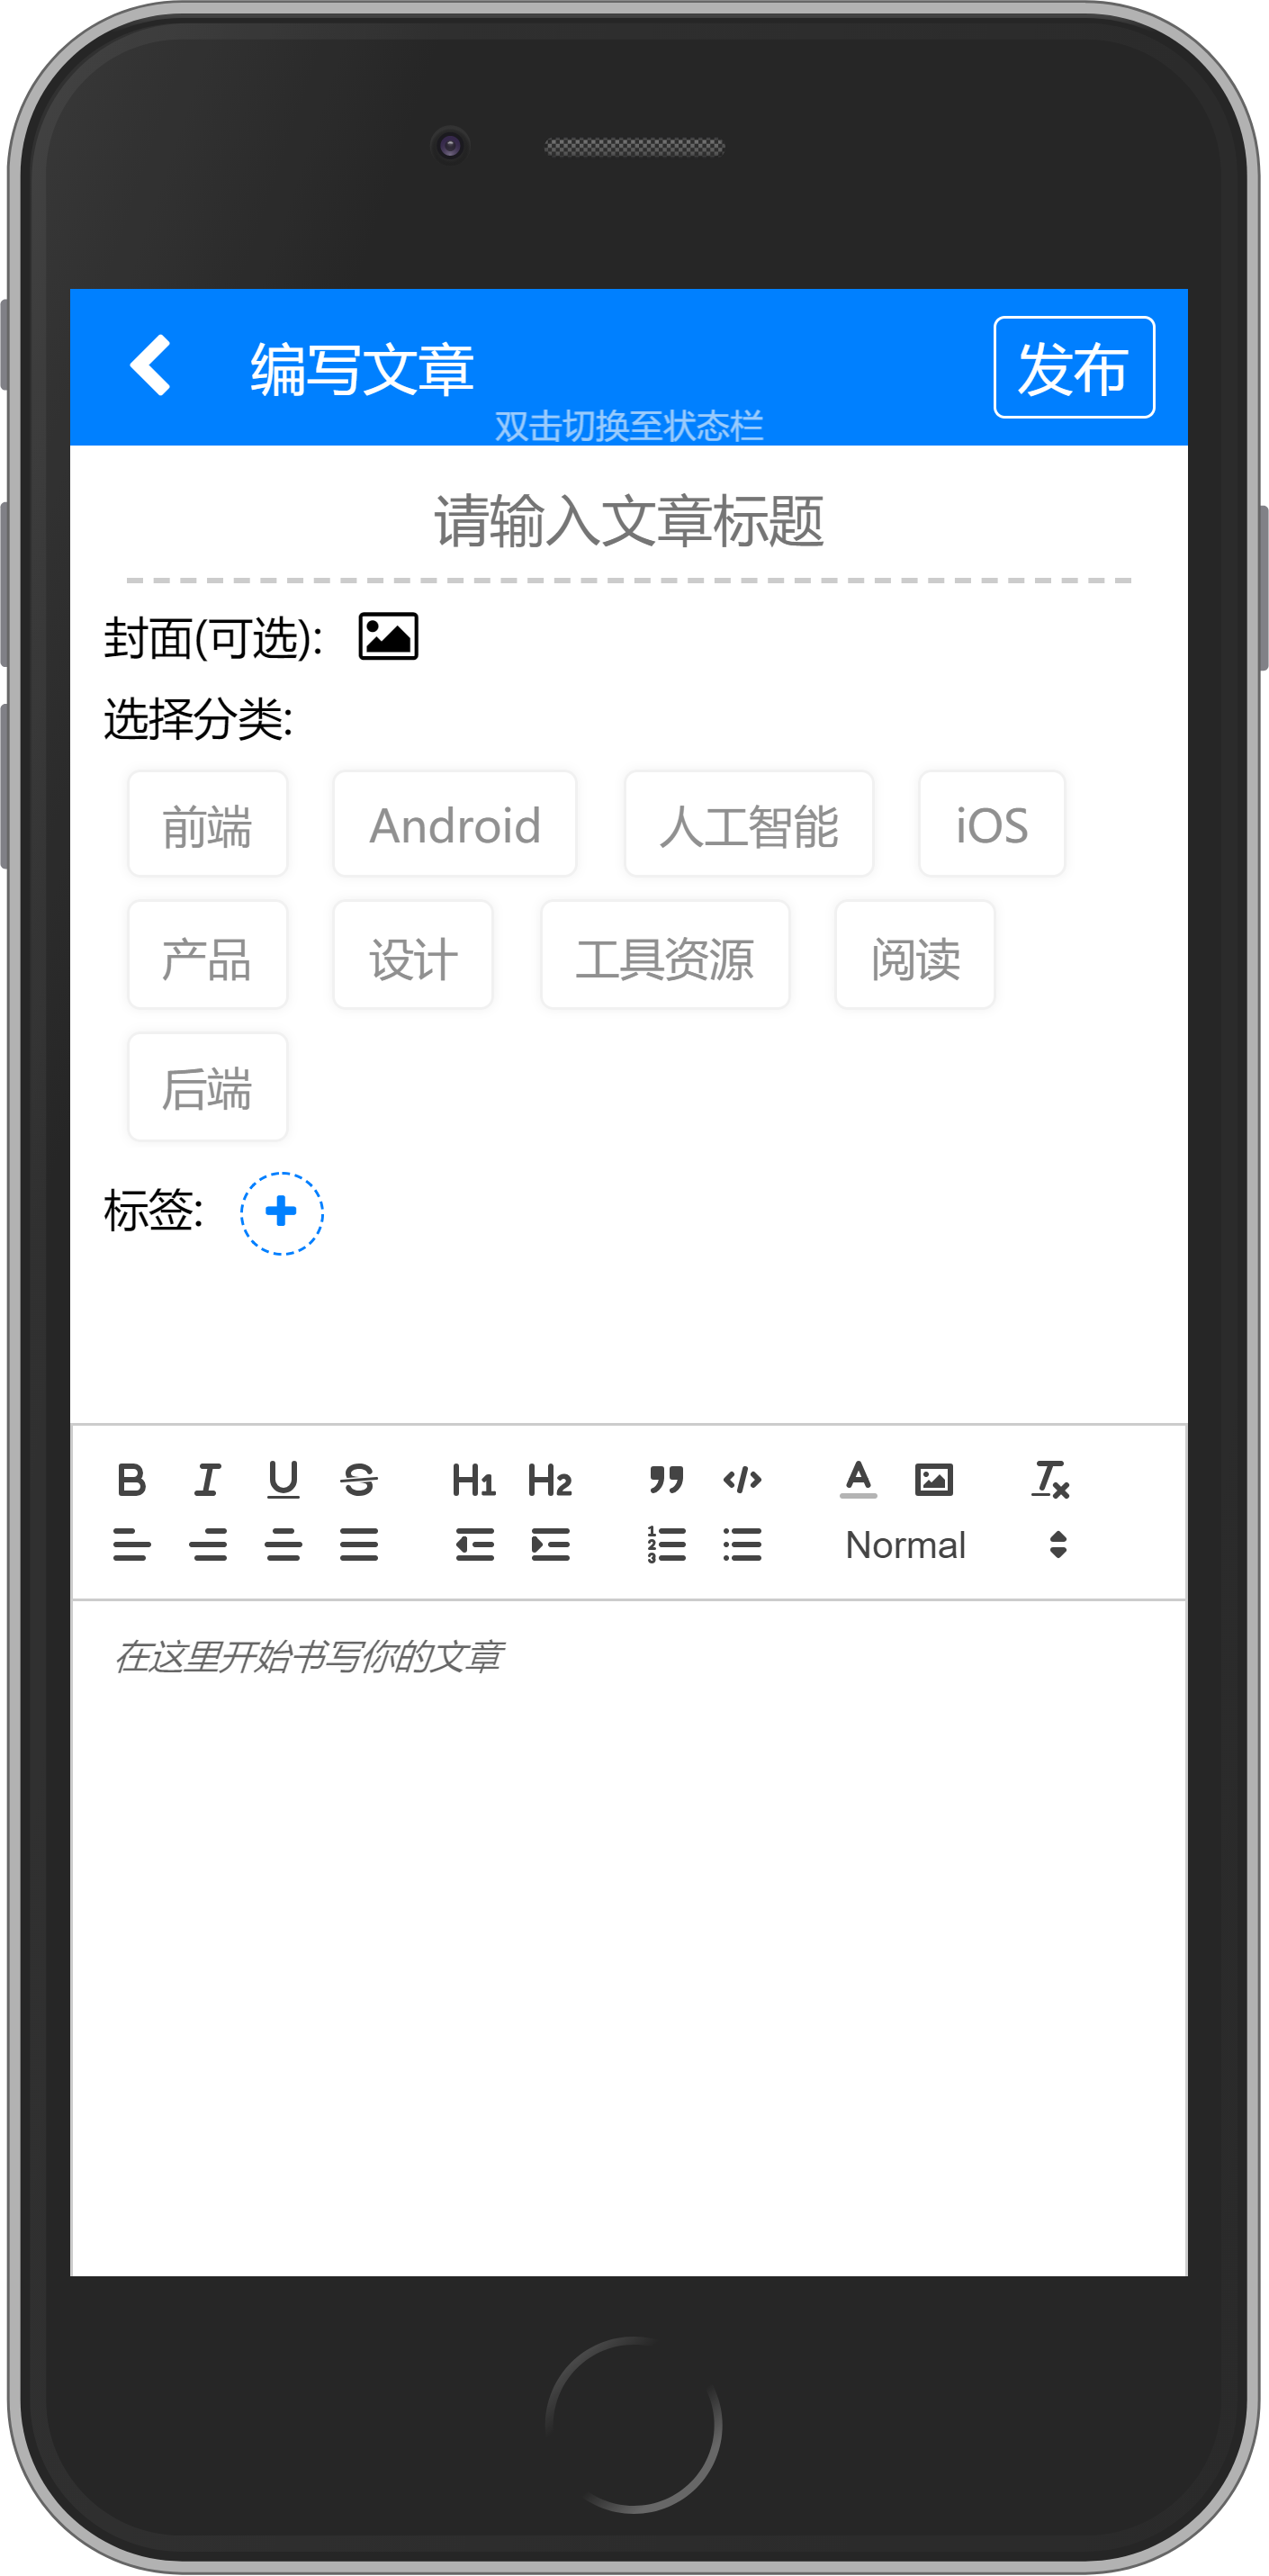 编写文章
发布
双击切换至状态栏
请输入文章标题
封面(可选):
选择分类:
前端 Android 人工智能 iOS
产品 设计 工具资源 阅读
后端
标签:
B I U S H1 H2 A Tx
Normal
在这里开始书写你的文章